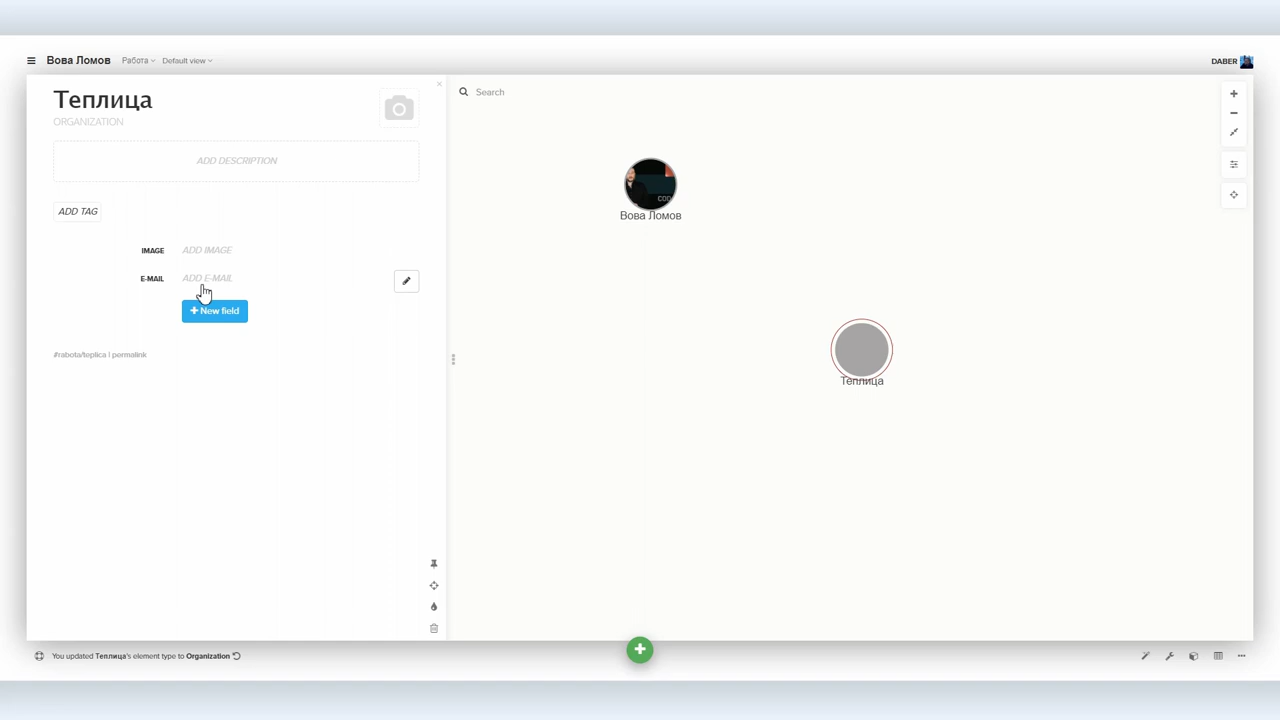 Вова Ломов Работа Default view
DABER
Теплица
ORGANIZATION
ADD DESCRIPTION
ADD TAG
IMAGE ADD IMAGE
E-MAIL ADD E-MAIL
New field
#rabota/teplica | permalink
Search
COD
Вова Ломов
Теплица
You updated Теплица's element type to Organization